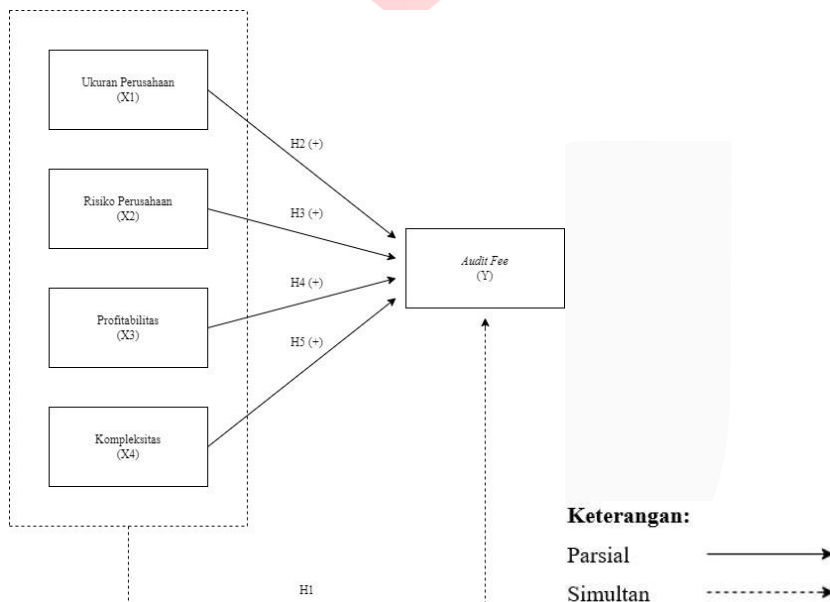 Ukuran Perusahaan
(X1)
H2 (+)
Risiko Perusahaan
(X2)
H3 (+)
Audit Fee
(Y)
H4 (+)
Profitabilitas
(X3)
H5 (+)
Kompleksitas
(X4)
H1
Keterangan:
Parsial
Simultan